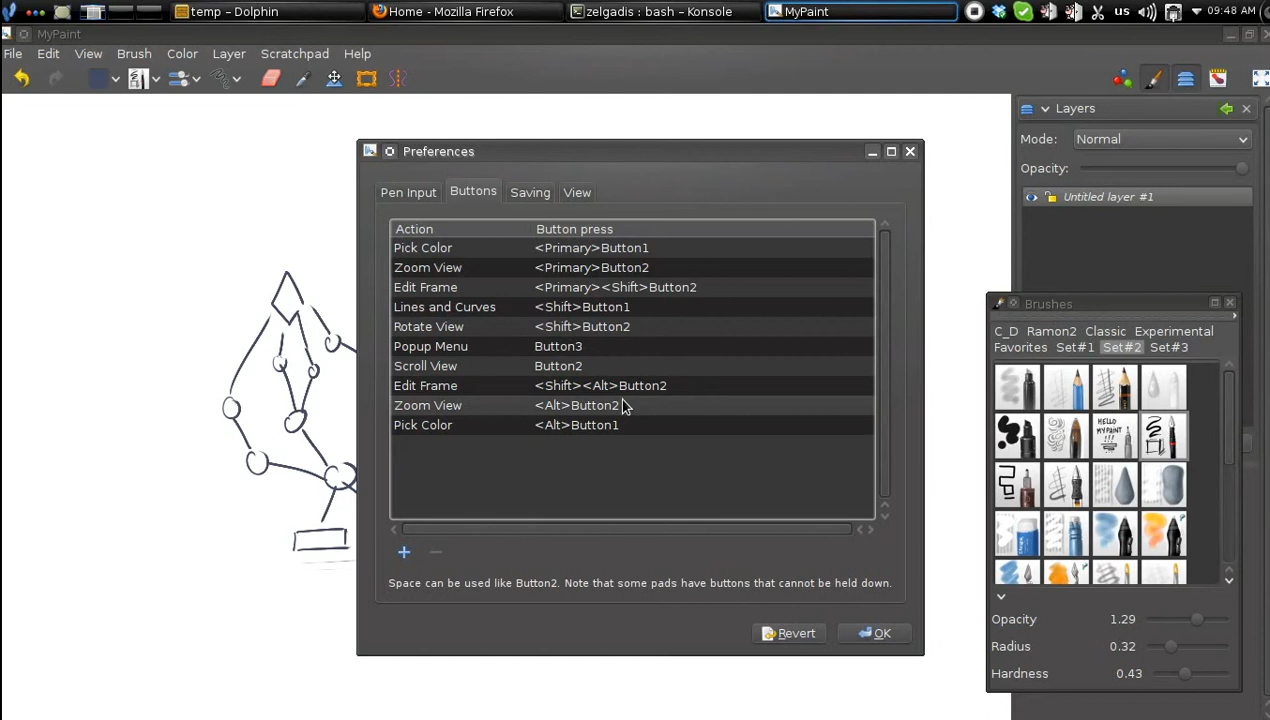 temp – Dolphin
Home - Mozilla Firefox
zelgadis : bash – Konsole
MyPaint
us
09:48 AM
MyPaint
File Edit View Brush Color Layer Scratchpad Help
Layers
Mode: Normal
Opacity:
Untitled layer #1
Preferences
Pen Input Buttons Saving View
Action Button press
Pick Color <Primary>Button1
Zoom View <Primary>Button2
Edit Frame <Primary><Shift>Button2
Lines and Curves <Shift>Button1
Rotate View <Shift>Button2
Popup Menu Button3
Scroll View Button2
Edit Frame <Shift><Alt>Button2
Zoom View <Alt>Button2
Pick Color <Alt>Button1
Space can be used like Button2. Note that some pads have buttons that cannot be held down.
Revert OK
Brushes
C_D Ramon2 Classic Experimental
Favorites Set#1 Set#2 Set#3
HELLO
MY PAINT
Opacity 1.29
Radius 0.32
Hardness 0.43